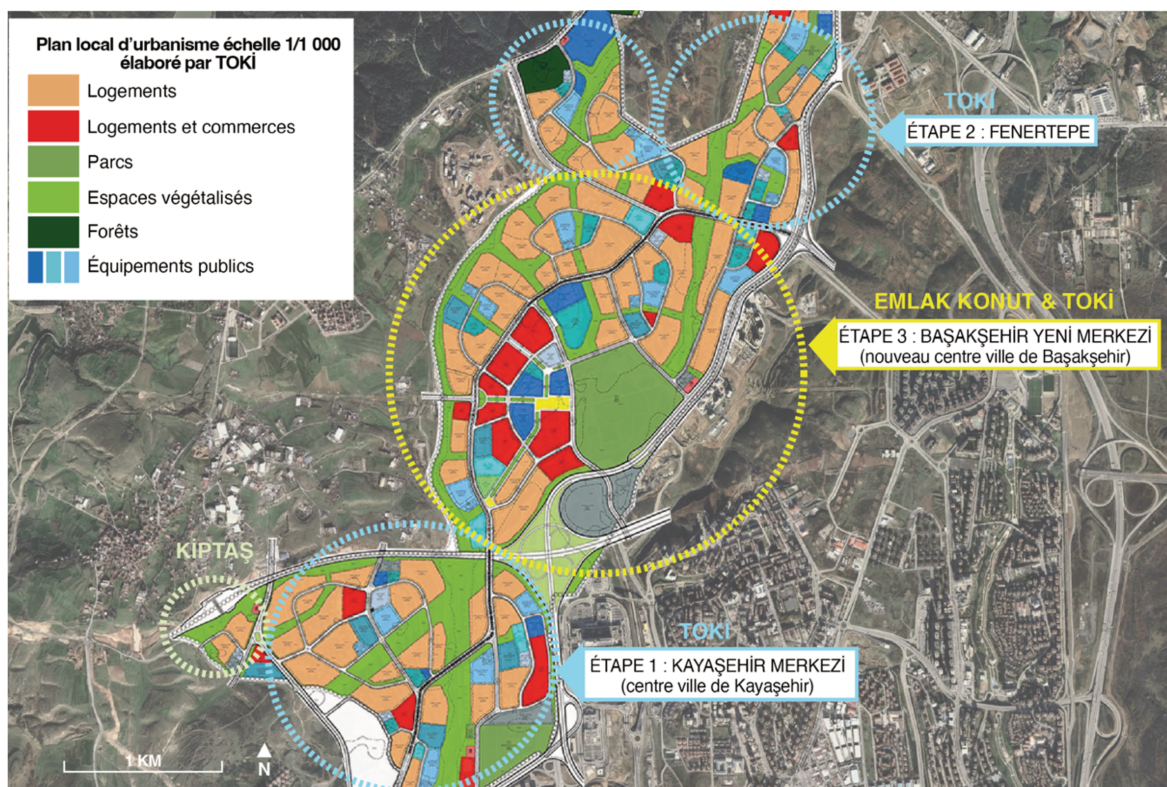 Plan local d'urbanisme échelle 1/1 000
élaboré par TOKİ
Logements
Logements et commerces
Parcs
Espaces végétalisés
Forêts
Équipements publics
TOKİ
ÉTAPE 2 : FENERTEPE
EMLAK KONUT & TOKİ
ÉTAPE 3 : BAŞAKŞEHİR YENİ MERKEZİ
(nouveau centre ville de Başakşehir)
KİPTAŞ
TOKİ
ÉTAPE 1 : KAYAŞEHİR MERKEZİ
(centre ville de Kayaşehir)
1 KM
N